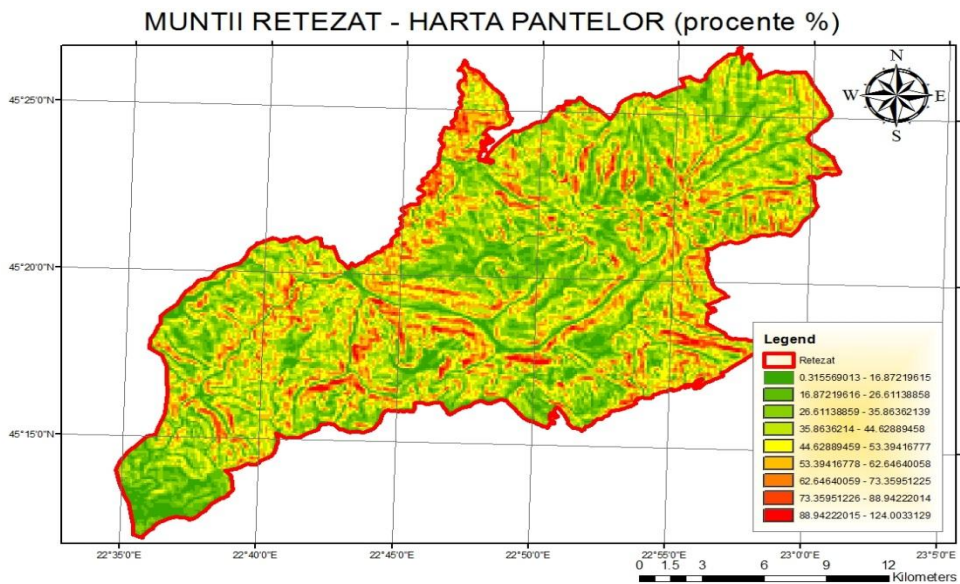 MUNTII RETEZAT - HARTA PANTELOR (procente %)
N
W E
S
45°25'0"N
45°20'0"N
45°15'0"N
Legend
Retezat
0.315569013 - 16.87219615
16.87219616 - 26.61138858
26.61138859 - 35.86362139
35.8636214 - 44.62889458
44.62889459 - 53.39416777
53.39416778 - 62.64640058
62.64640059 - 73.35951225
73.35951226 - 88.94222014
88.94222015 - 124.0033129
22°35'0"E 22°40'0"E 22°45'0"E 22°50'0"E 22°55'0"E 23°0'0"E 23°5'0"E
0 1.5 3 6 9 12
Kilometers